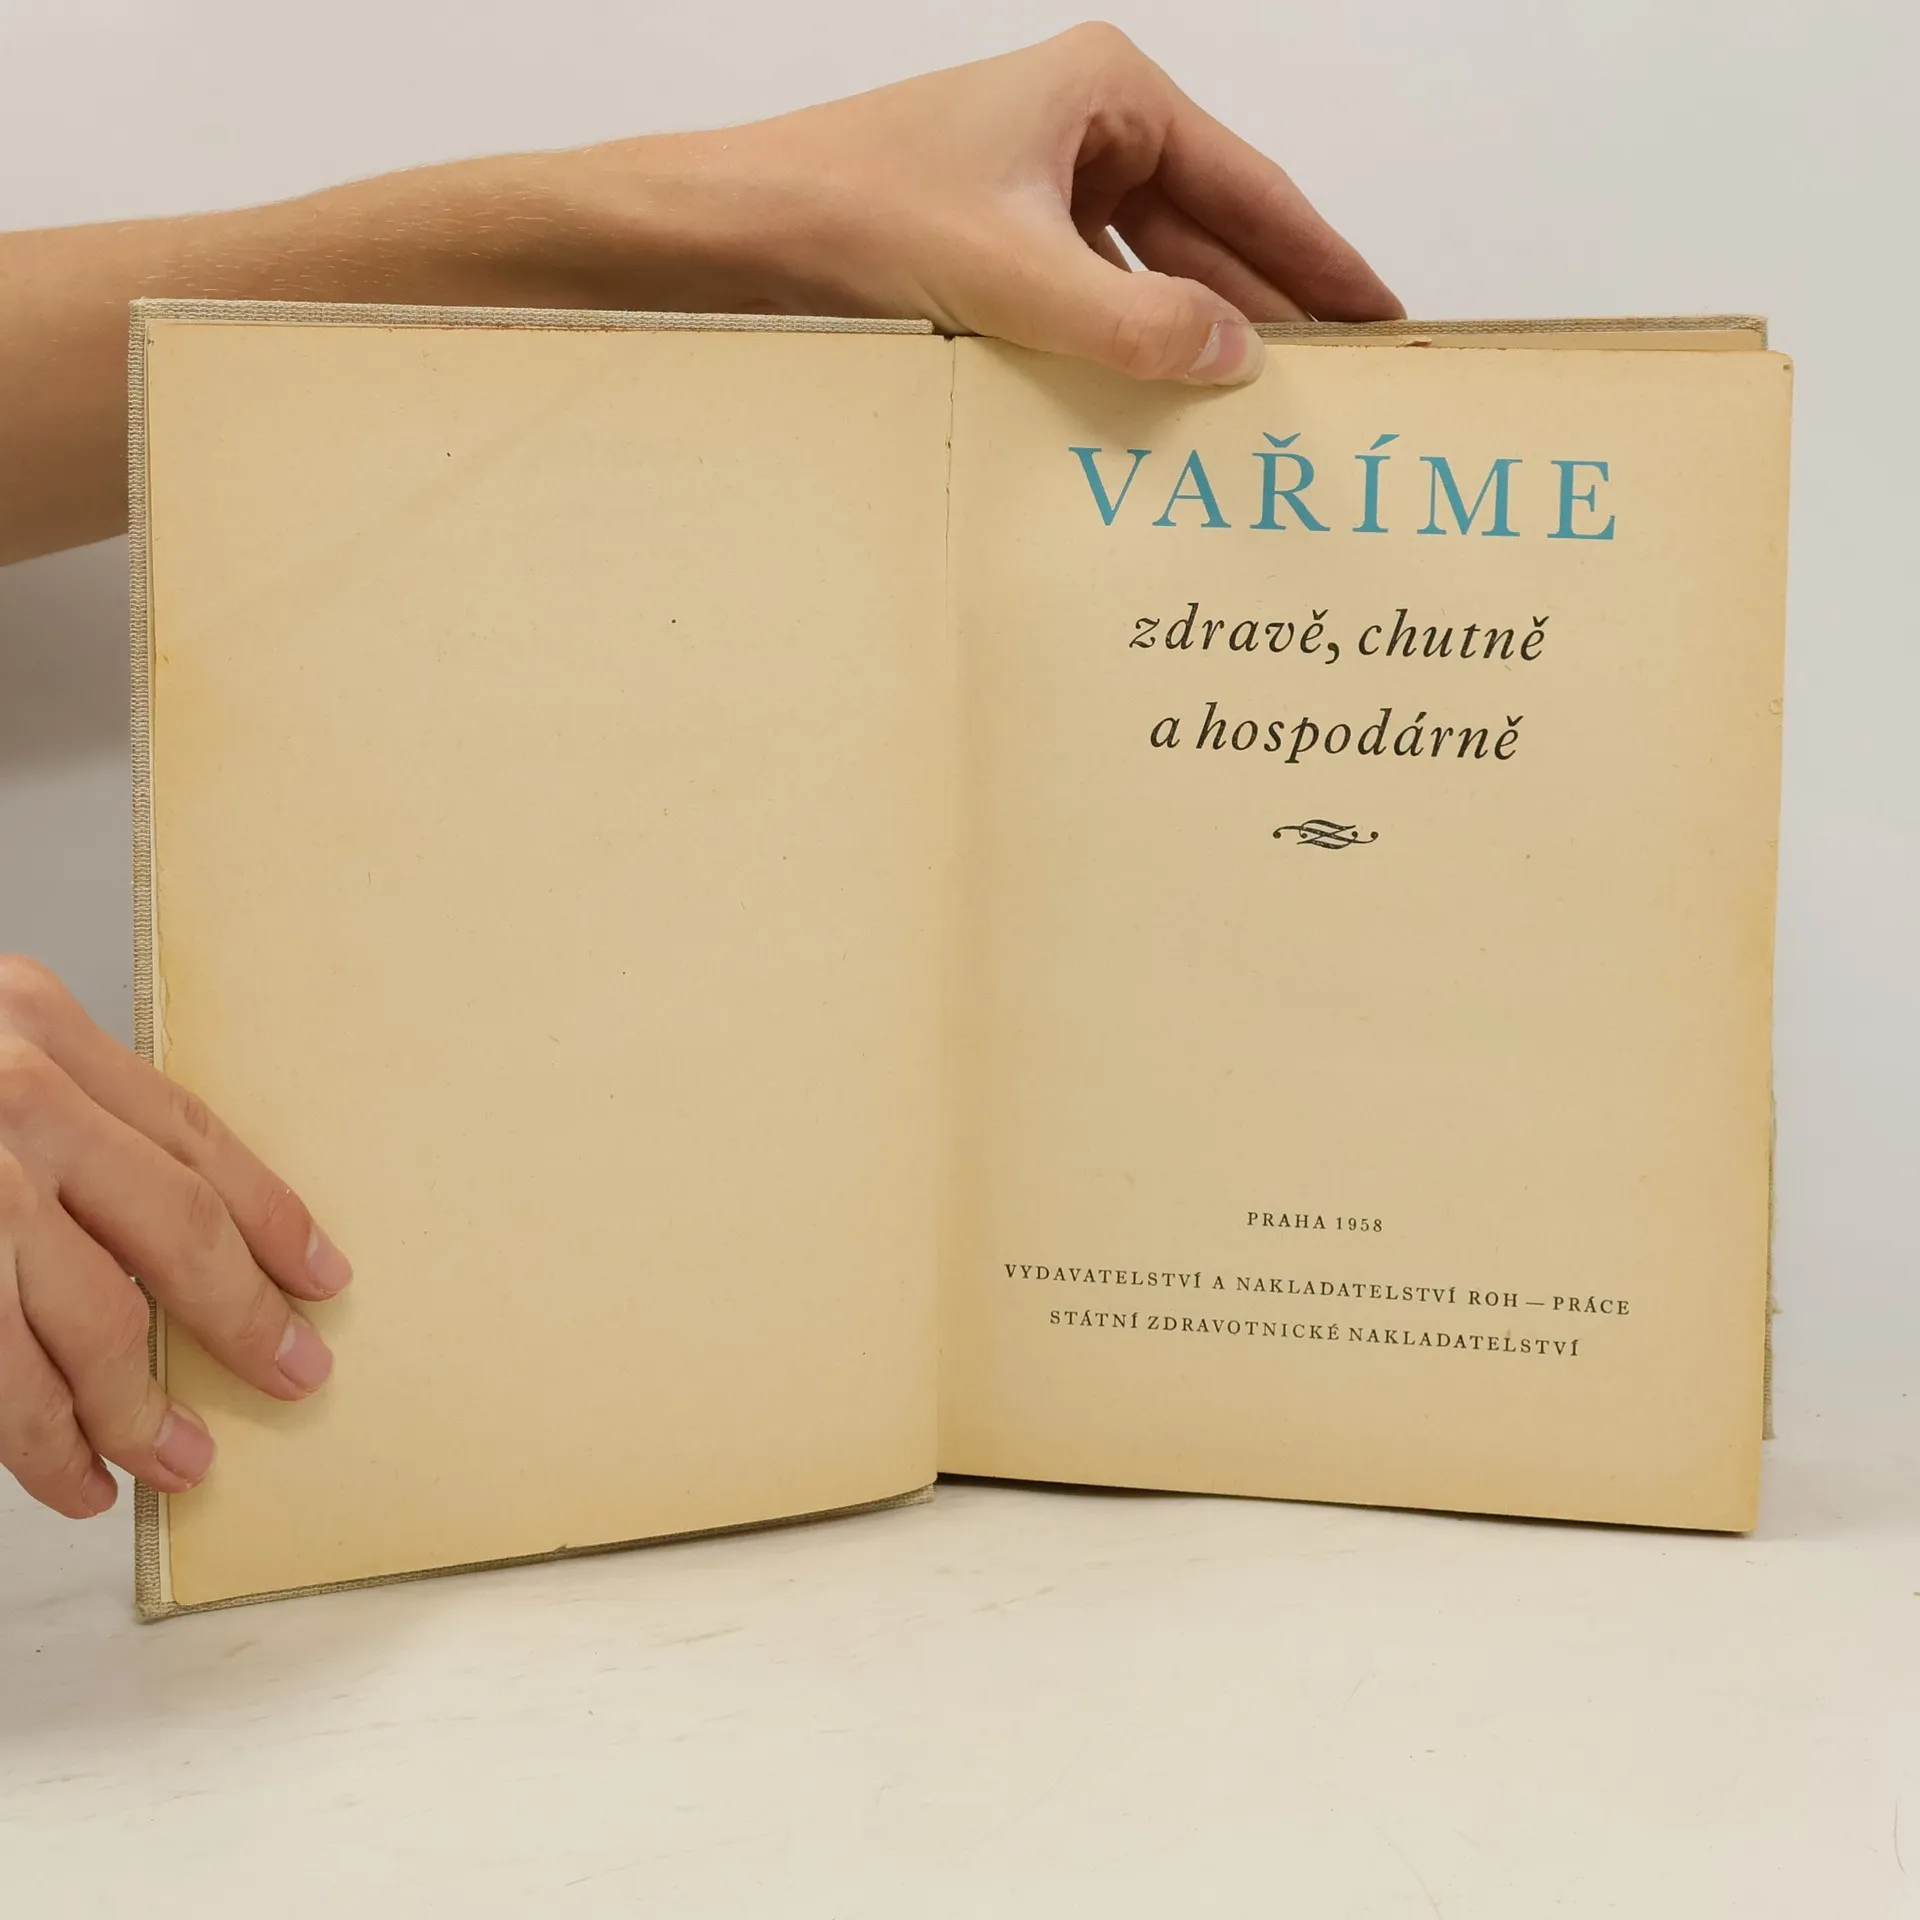 VAŘÍME
zdravě, chutně
a hospodárně
PRAHA 1958
VYDAVATELSTVÍ A NAKLADATELSTVÍ ROH — PRÁCE
STÁTNÍ ZDRAVOTNICKÉ NAKLADATELSTVÍ